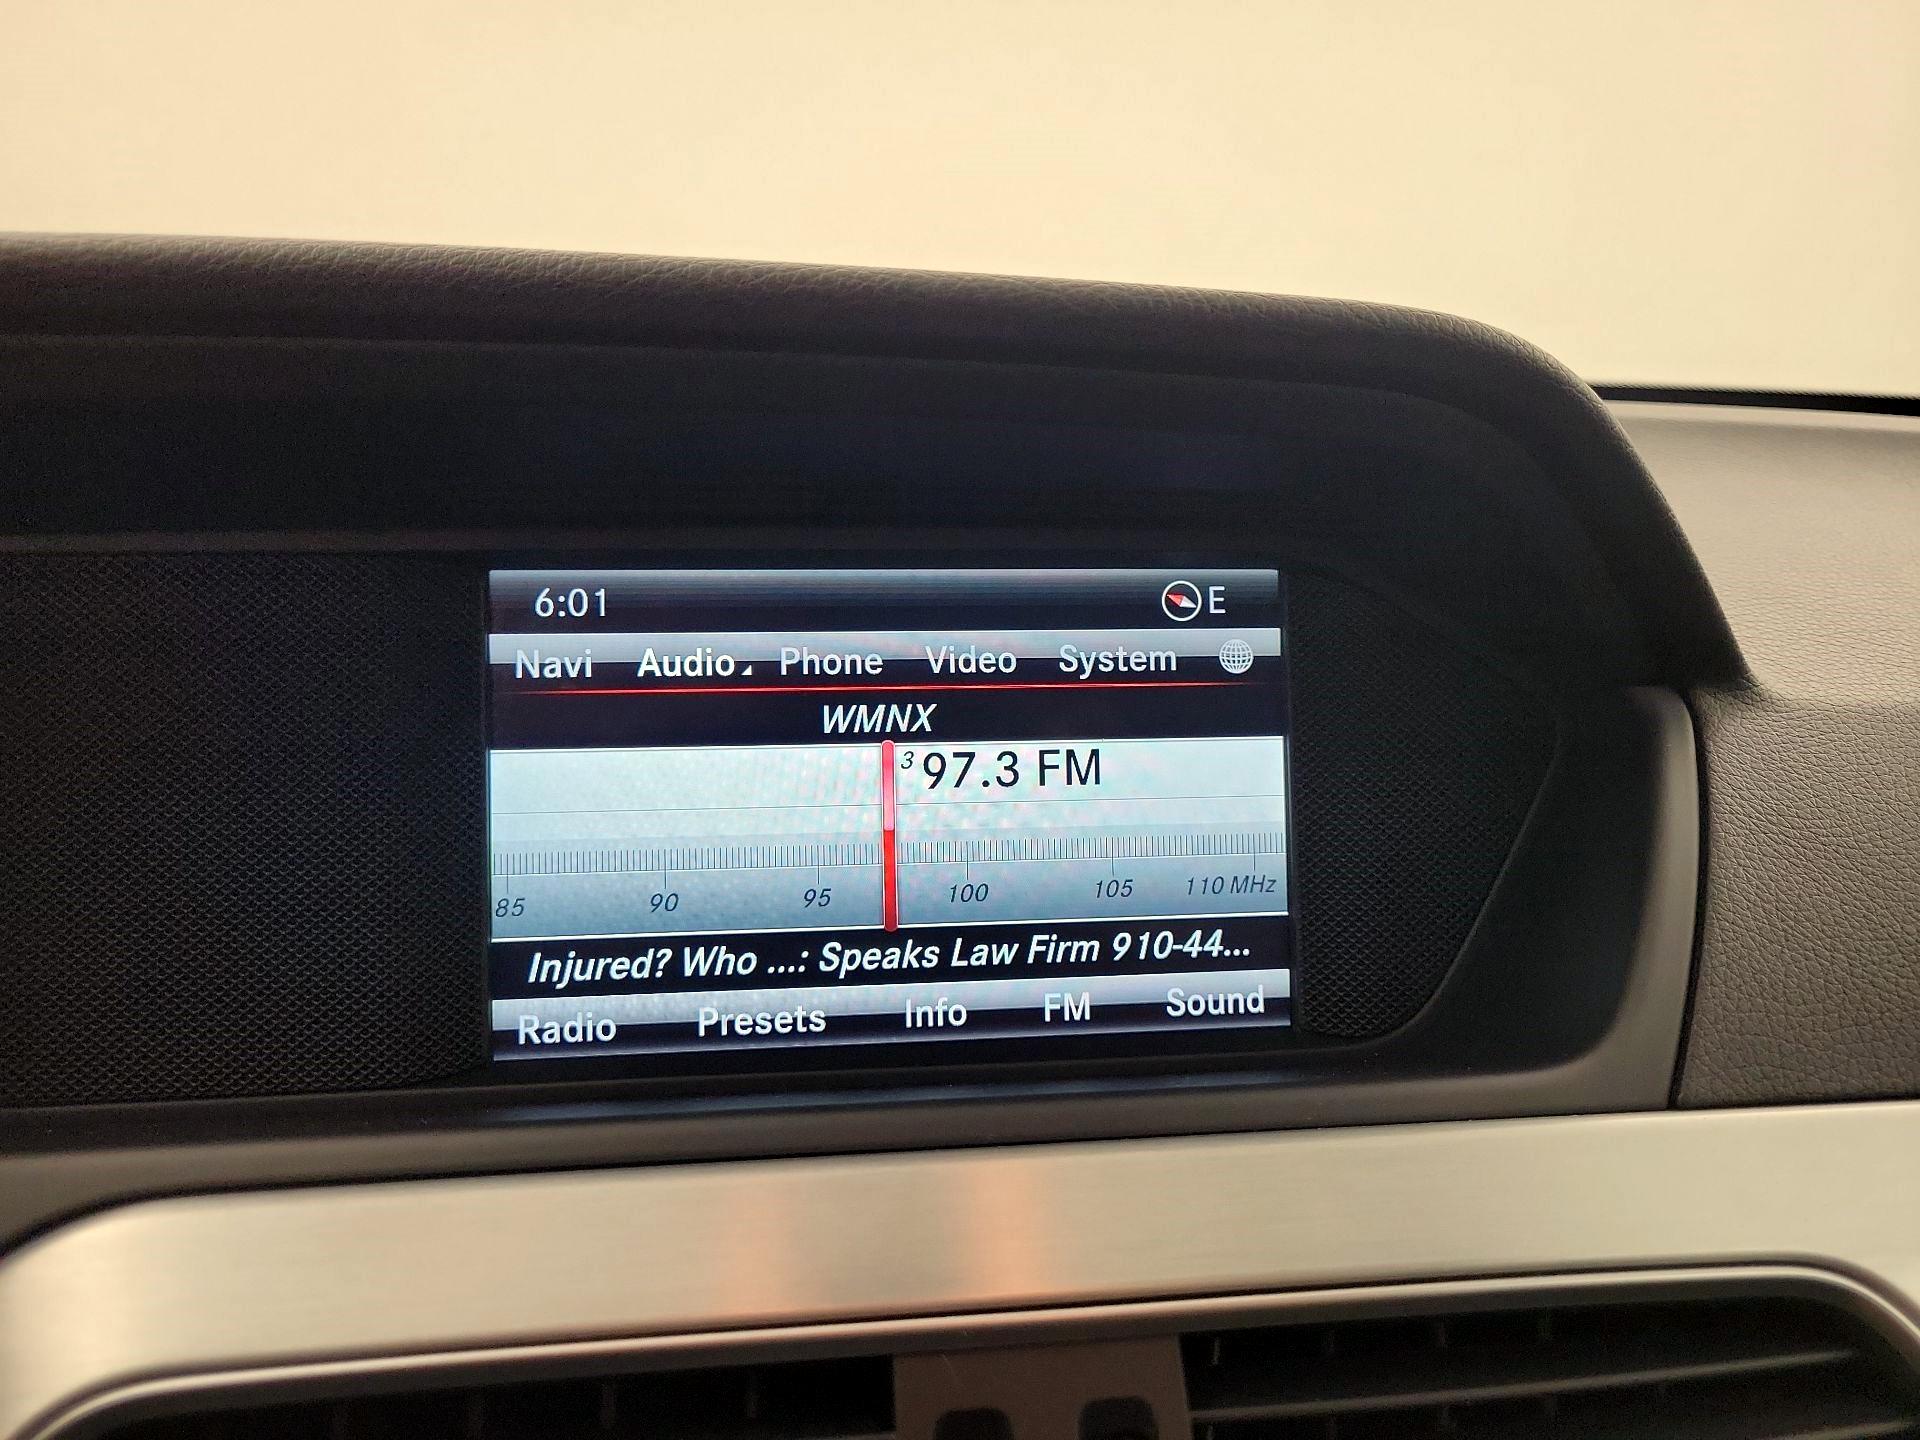 6:01 E
Navi Audio Phone Video System
WMNX
3 97.3 FM
85 90 95 100 105 110 MHz
Injured? Who ...: Speaks Law Firm 910-44...
Radio Presets Info FM Sound